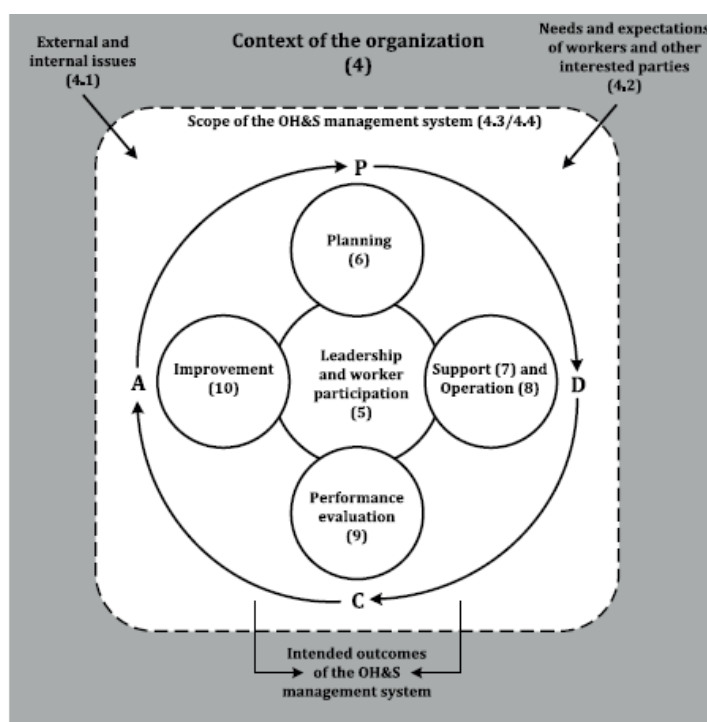 External and
internal issues
(4.1)
Context of the organization
(4)
Needs and expectations
of workers and other
interested parties
(4.2)
Scope of the OH&S management system (4.3/4.4)
P
Planning
(6)
A
Improvement
(10)
Leadership
and worker
participation
(5)
Support (7) and
Operation (8)
D
Performance
evaluation
(9)
C
Intended outcomes
of the OH&S
management system